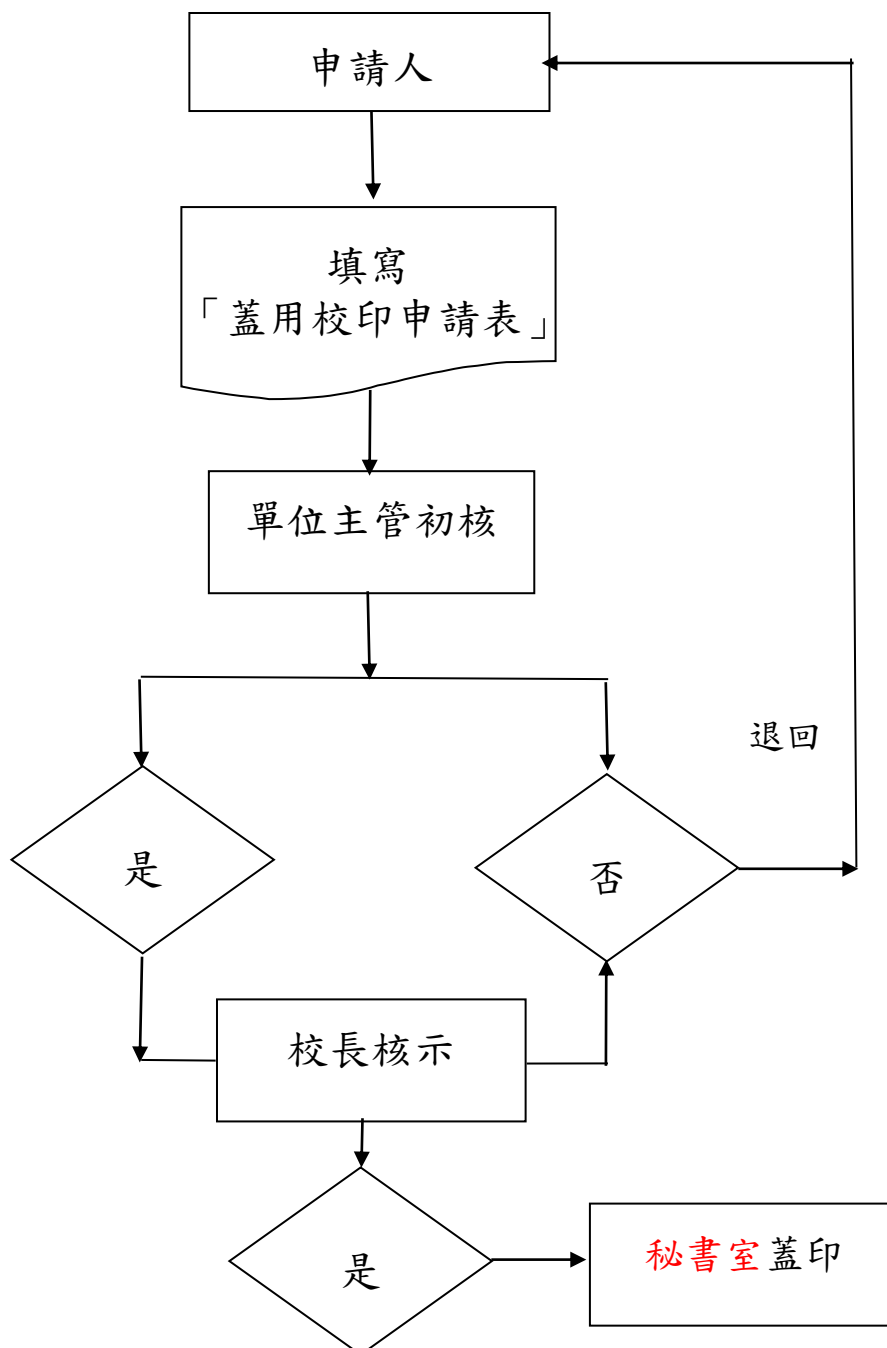 申請人
填寫
「蓋用校印申請表」
單位主管初核
退回
是
否
校長核示
是
秘書室蓋印